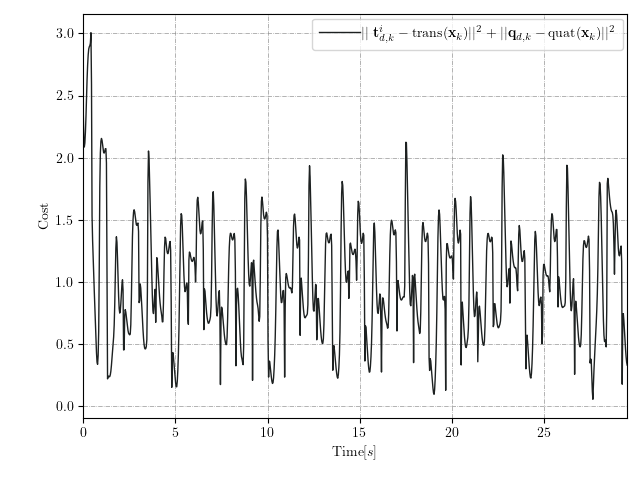 || t^i_{d,k} − trans(x_k)||^2 + ||q_{d,k} − quat(x_k)||^2
3.0
2.5
2.0
1.5
1.0
0.5
0.0
Cost
0 5 10 15 20 25
Time[s]